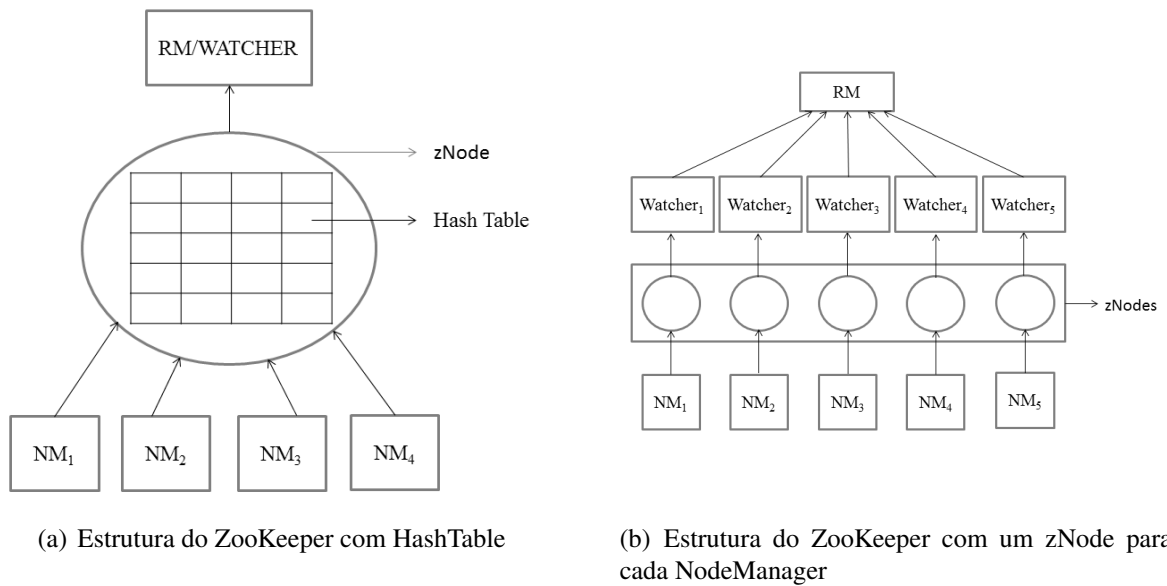 RM/WATCHER
zNode
Hash Table
NM₁ NM₂ NM₃ NM₄
(a) Estrutura do ZooKeeper com HashTable
RM
Watcher₁ Watcher₂ Watcher₃ Watcher₄ Watcher₅
zNodes
NM₁ NM₂ NM₃ NM₄ NM₅
(b) Estrutura do ZooKeeper com um zNode para
cada NodeManager